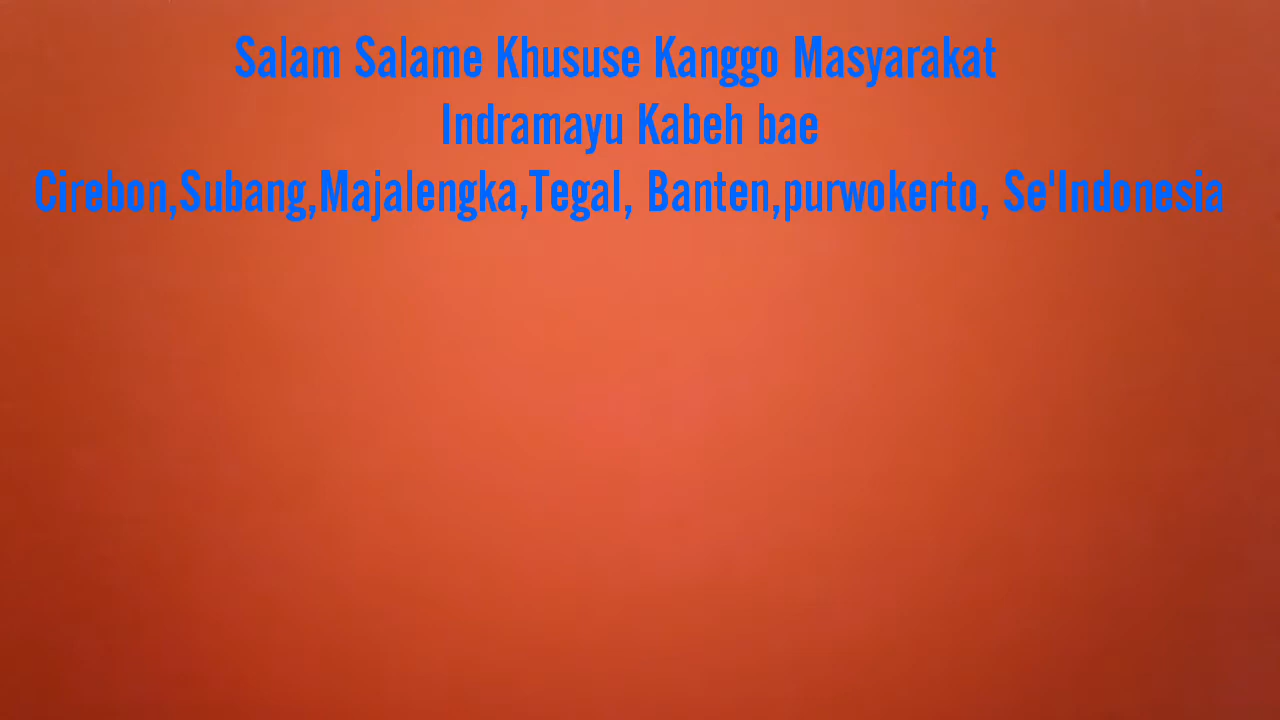 Salam Salame Khususe Kanggo Masyarakat
Indramayu Kabeh bae
Cirebon,Subang,Majalengka,Tegal, Banten,purwokerto, Se'Indonesia